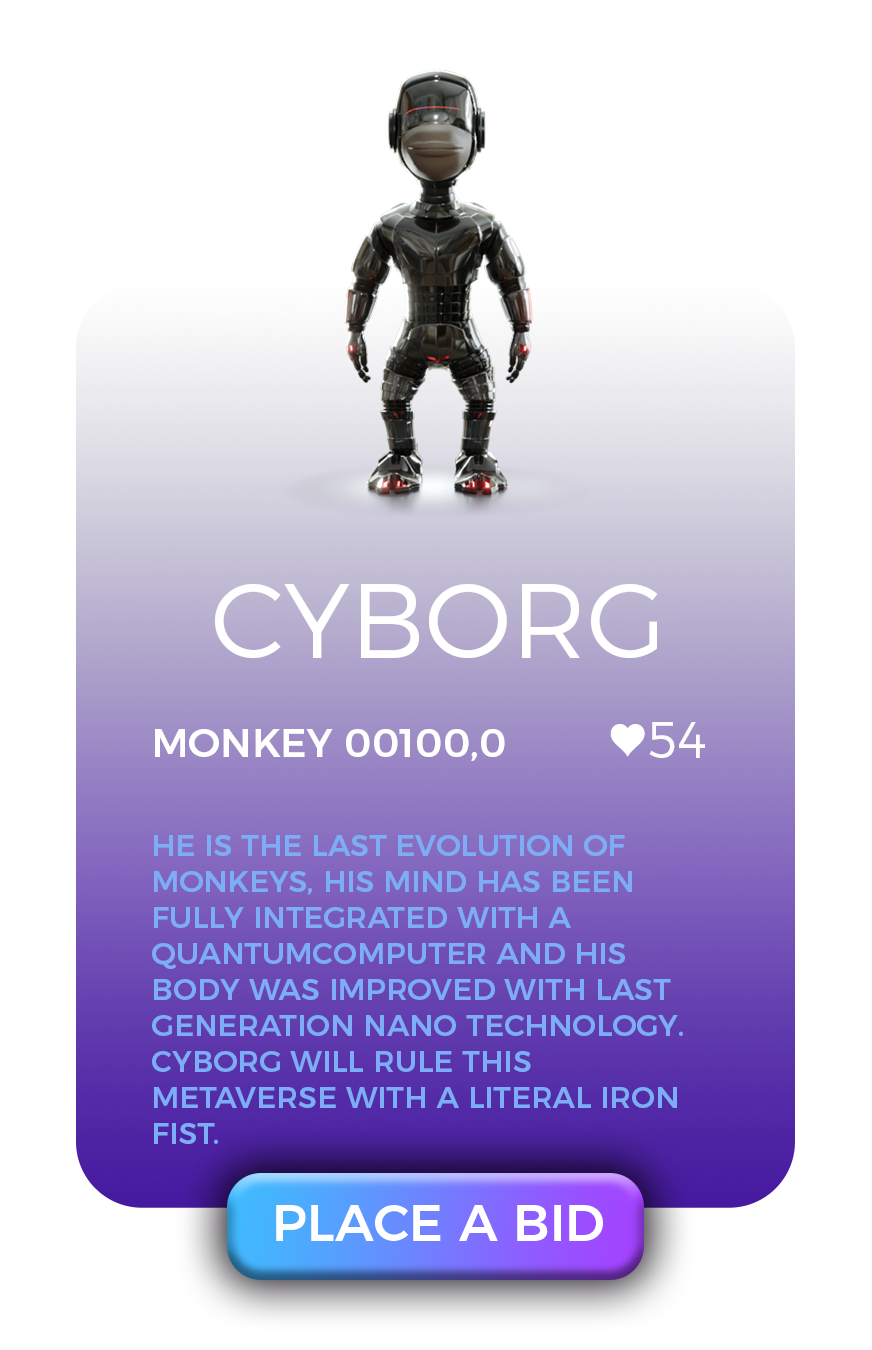 CYBORG
MONKEY 00100,0
54
HE IS THE LAST EVOLUTION OF
MONKEYS, HIS MIND HAS BEEN
FULLY INTEGRATED WITH A
QUANTUMCOMPUTER AND HIS
BODY WAS IMPROVED WITH LAST
GENERATION NANO TECHNOLOGY.
CYBORG WILL RULE THIS
METAVERSE WITH A LITERAL IRON
FIST.
PLACE A BID